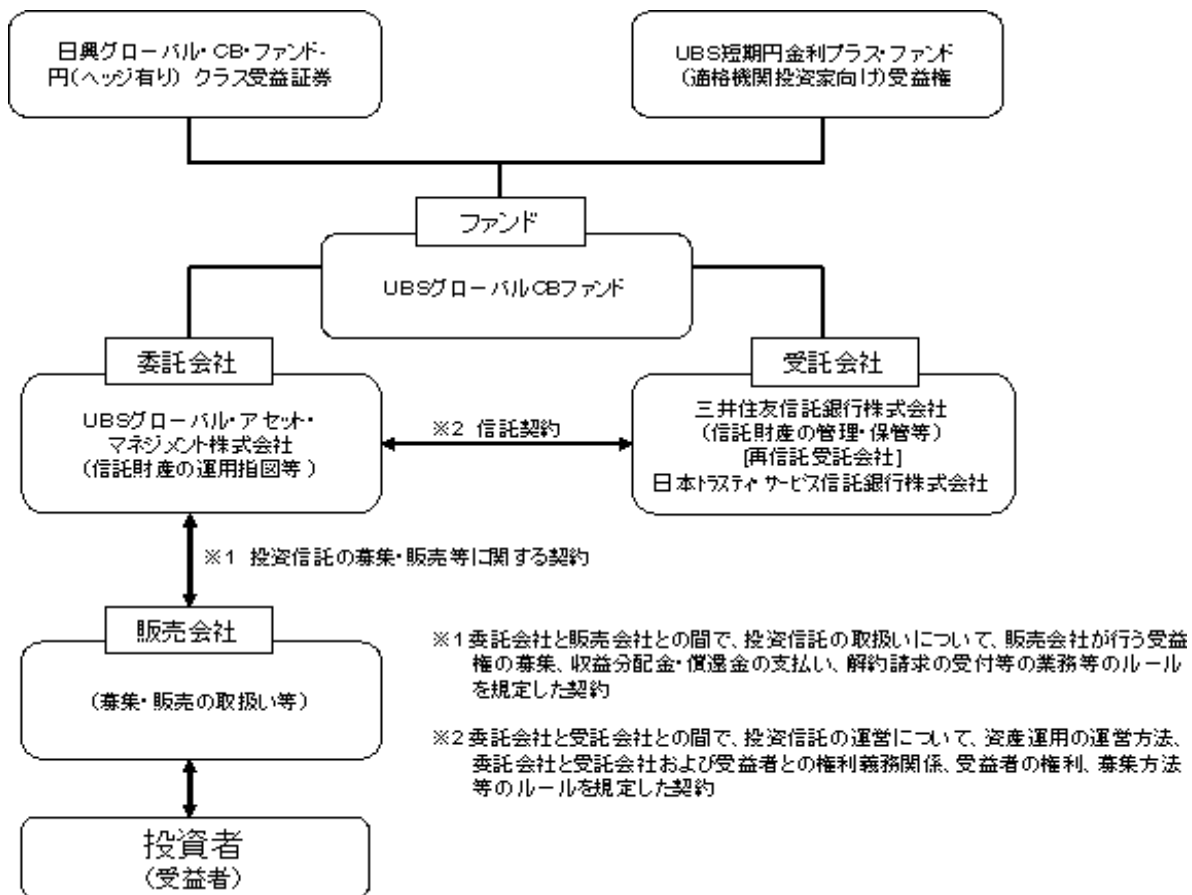 日興グローバル・CB・ファンド-
円(ヘッジ有り) クラス受益証券
UBS短期円金利プラス・ファンド
(適格機関投資家向け)受益権
ファンド
UBSグローバルCBファンド
委託会社
UBSグローバル・アセット・
マネジメント株式会社
(信託財産の運用指図等)
※2 信託契約
受託会社
三井住友信託銀行株式会社
(信託財産の管理・保管等)
[再信託受託会社]
日本トラスティ・サービス信託銀行株式会社
※1 投資信託の募集・販売等に関する契約
販売会社
(募集・販売の取扱い等)
※1 委託会社と販売会社との間で、投資信託の取扱いについて、販売会社が行う受益
権の募集、収益分配金・償還金の支払い、解約請求の受付等の業務等のルール
を規定した契約
※2 委託会社と受託会社との間で、投資信託の運営について、資産運用の運営方法、
委託会社と受託会社および受益者との権利義務関係、受益者の権利、募集方法
等のルールを規定した契約
投資者
(受益者)